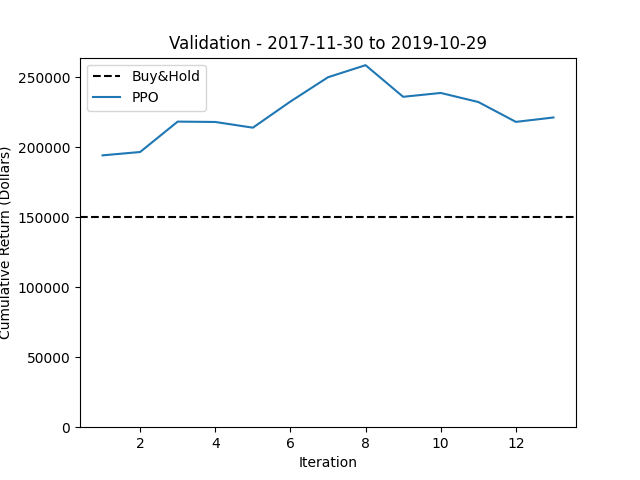 Validation - 2017-11-30 to 2019-10-29
Cumulative Return (Dollars)
250000
200000
150000
100000
50000
0
Buy&Hold
PPO
2 4 6 8 10 12
Iteration